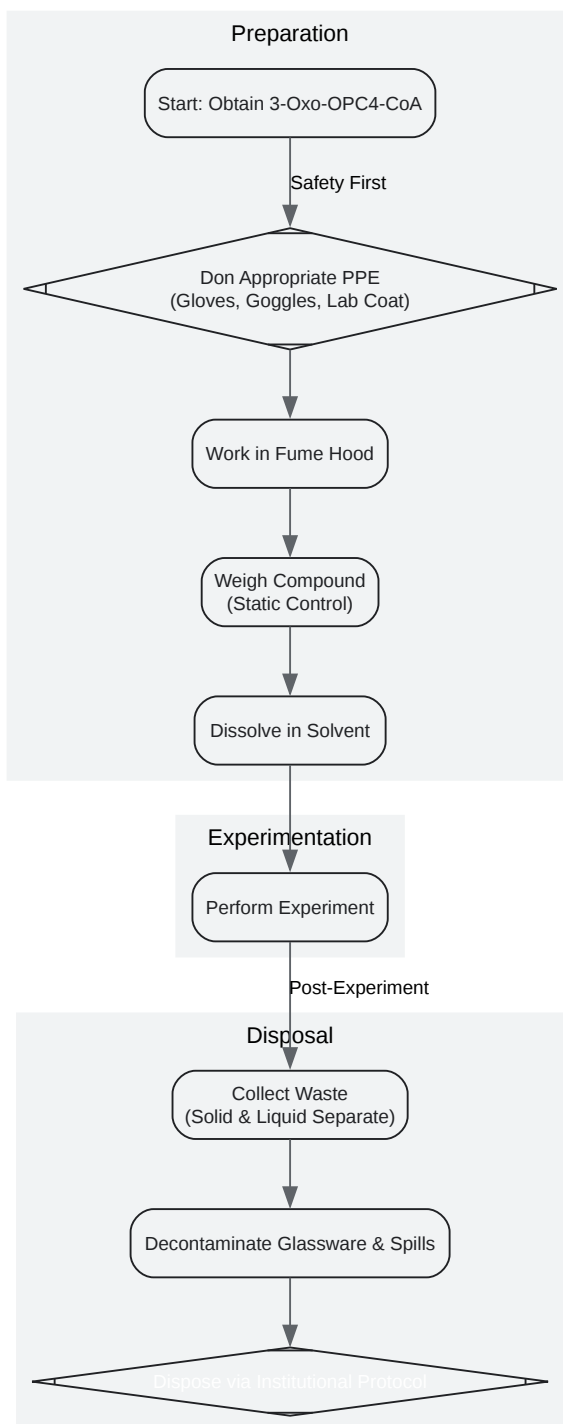 Preparation
Start: Obtain 3-Oxo-OPC4-CoA
Safety First
Don Appropriate PPE
(Gloves, Goggles, Lab Coat)
Work in Fume Hood
Weigh Compound
(Static Control)
Dissolve in Solvent
Experimentation
Perform Experiment
Post-Experiment
Disposal
Collect Waste
(Solid & Liquid Separate)
Decontaminate Glassware & Spills
Dispose via Institutional Protocol